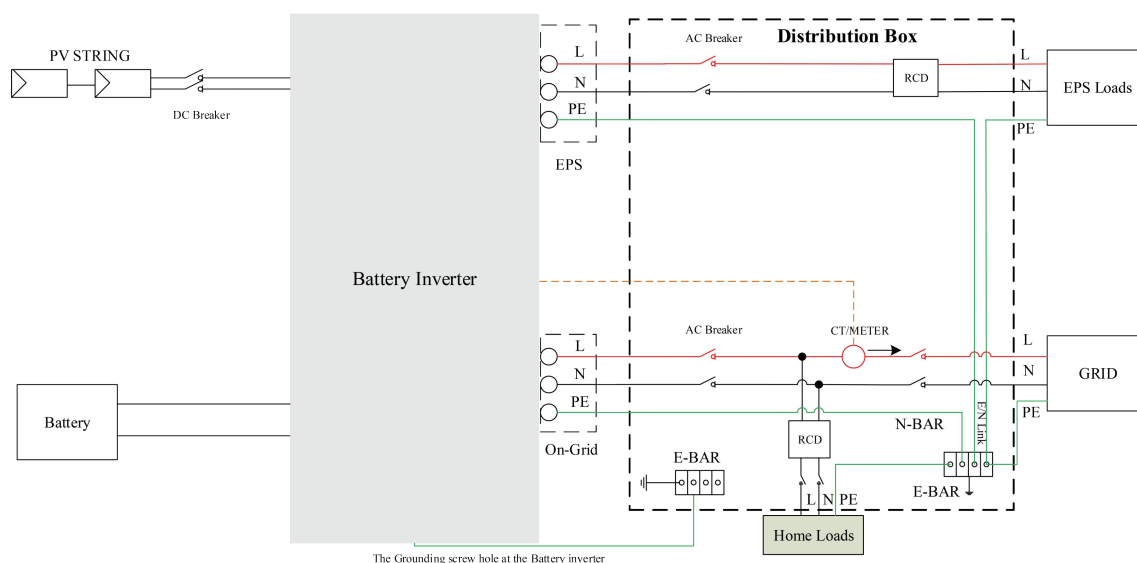 PV STRING
DC Breaker
Battery Inverter
Battery
L
N
PE
EPS
AC Breaker
Distribution Box
RCD
L
N
PE
EPS Loads
L
N
PE
On-Grid
AC Breaker
CT/METER
L
N
PE
GRID
N-BAR
E/N Link
RCD
E-BAR
E-BAR
L N PE
Home Loads
The Grounding screw hole at the Battery inverter